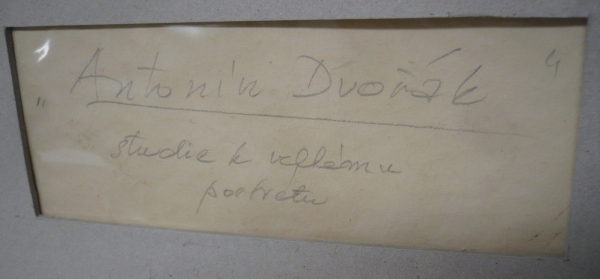 „Antonín Dvořák“
studie k velkému
portrétu